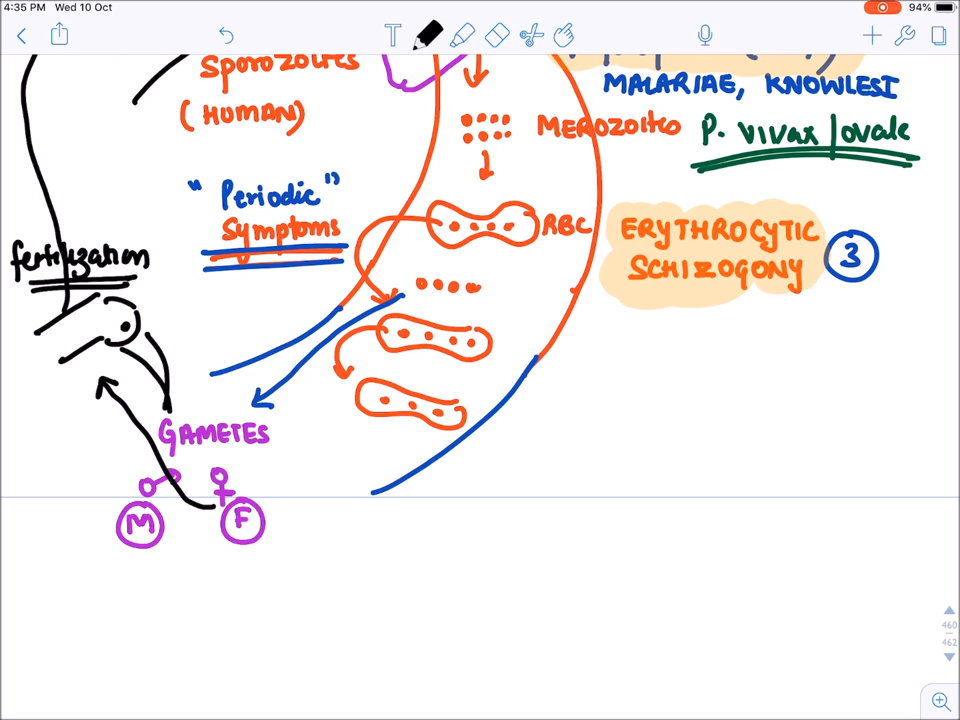 4:35 PM Wed 10 Oct
94%
T
Sporozoites
(HUMAN)
MALARIAE, KNOWLESI
MEROZOITES
P. vivax/ovale
"Periodic"
Symptoms
RBC
ERYTHROCYTIC
SCHIZOGONY
3
fertilization
GAMETES
M
F
460
462